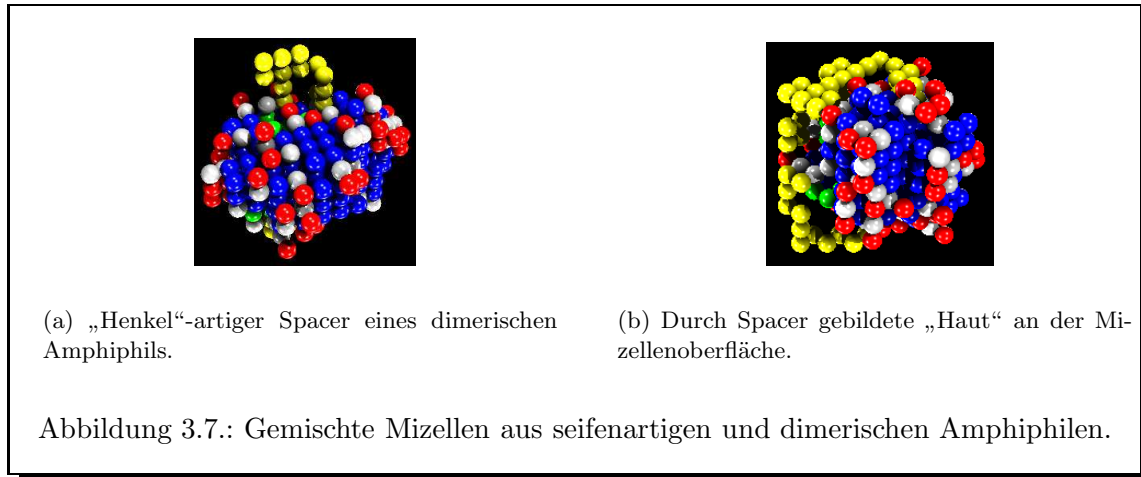 (a) „Henkel“-artiger Spacer eines dimerischen
Amphiphils.
(b) Durch Spacer gebildete „Haut“ an der Mi-
zellenoberfläche.
Abbildung 3.7.: Gemischte Mizellen aus seifenartigen und dimerischen Amphiphilen.